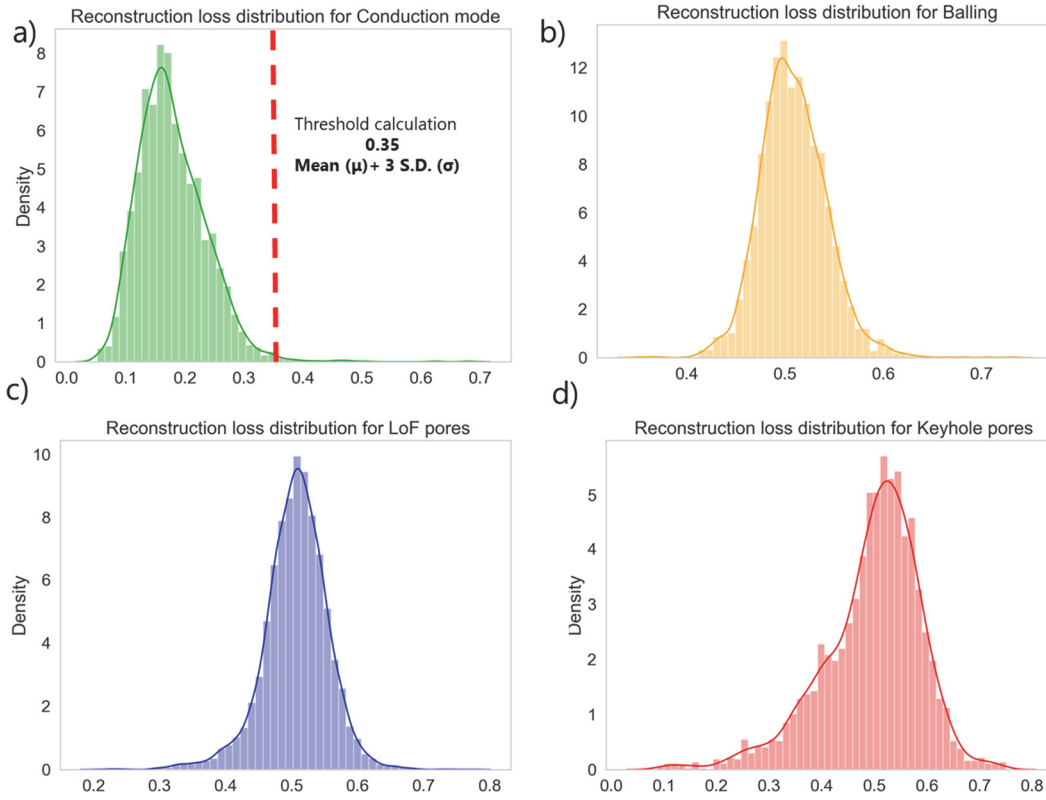 a)
Reconstruction loss distribution for Conduction mode
8
7
6
5
4
3
2
1
0
Density
Threshold calculation
0.35
Mean (μ)+ 3 S.D. (σ)
0.0 0.1 0.2 0.3 0.4 0.5 0.6 0.7
b)
Reconstruction loss distribution for Balling
12
10
8
6
4
2
0
0.4 0.5 0.6 0.7
c)
Reconstruction loss distribution for LoF pores
10
8
6
4
2
0
Density
0.2 0.3 0.4 0.5 0.6 0.7 0.8
d)
Reconstruction loss distribution for Keyhole pores
5
4
3
2
1
0
Density
0.0 0.1 0.2 0.3 0.4 0.5 0.6 0.7 0.8